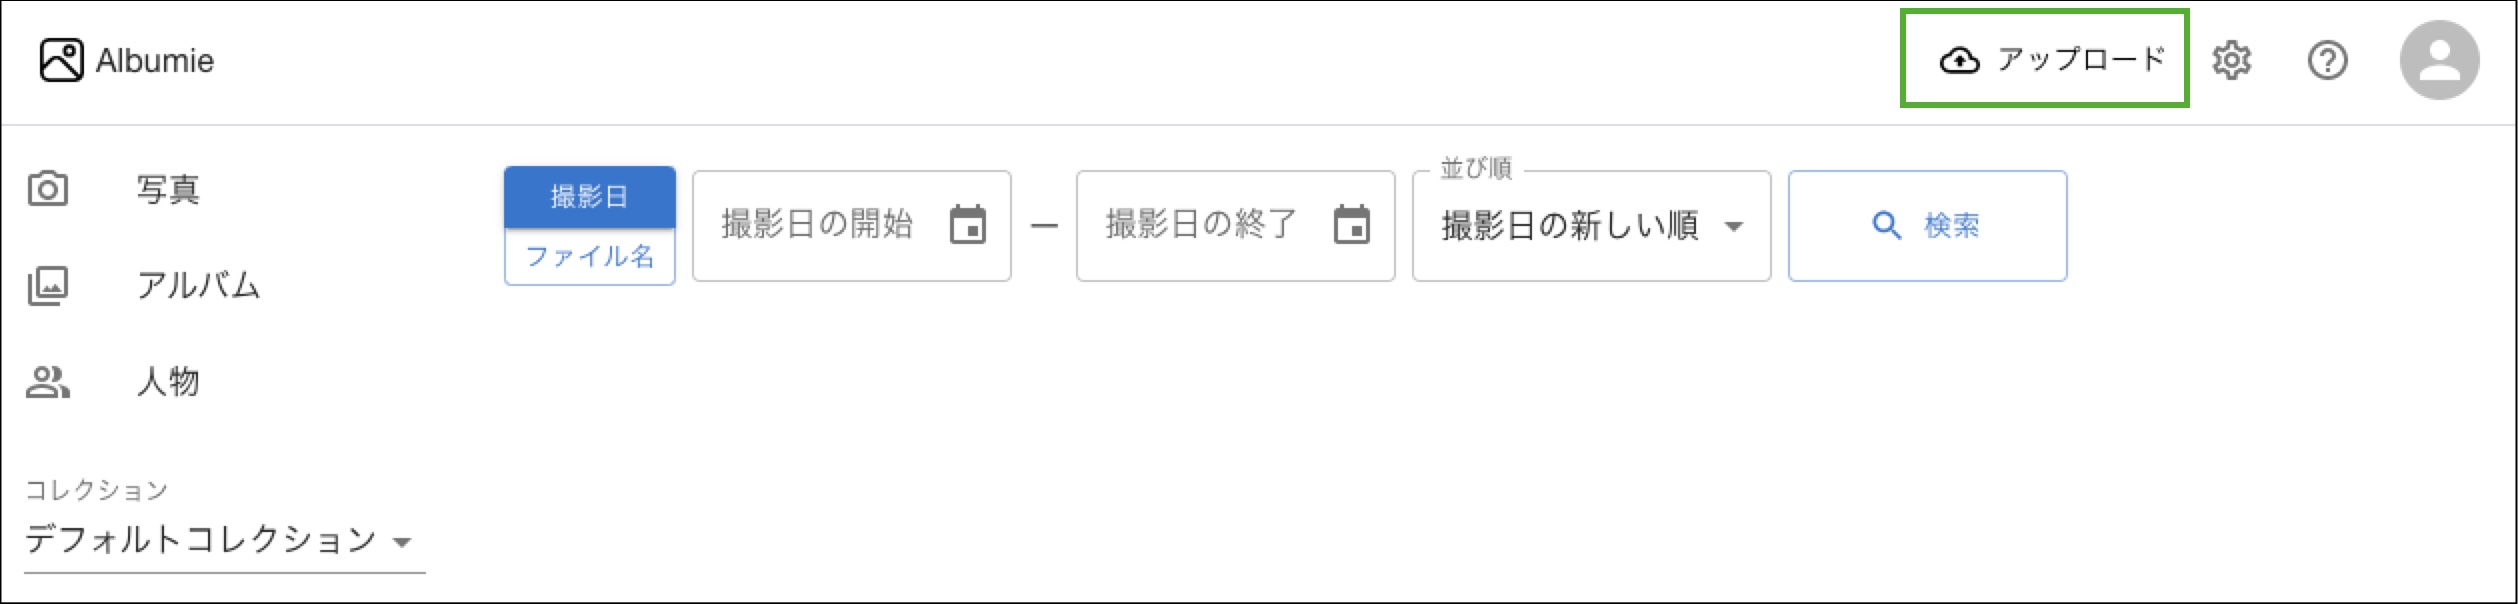 Albumie
アップロード
写真
アルバム
人物
コレクション
デフォルトコレクション
撮影日
ファイル名
撮影日の開始
—
撮影日の終了
並び順
撮影日の新しい順
検索